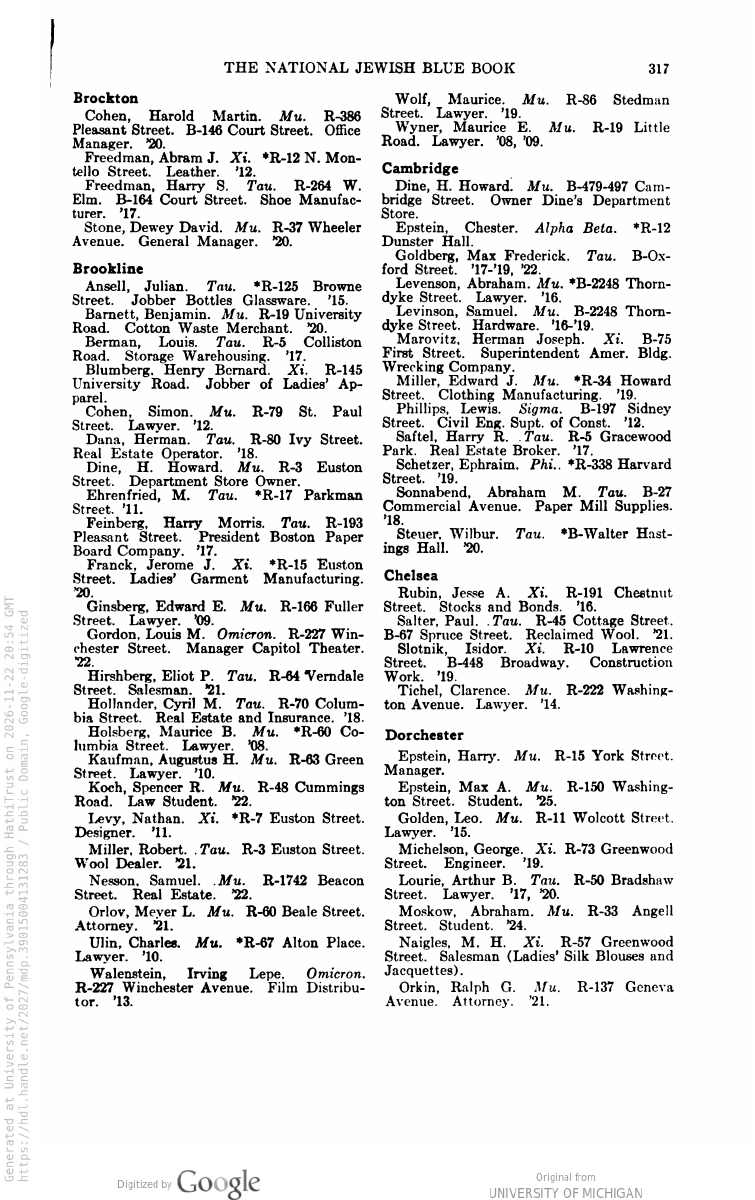 THE NATIONAL JEWISH BLUE BOOK 317
Brockton
Cohen, Harold Martin. Mu. R-386
Pleasant Street. B-146 Court Street. Office
Manager. '20.
Freedman, Abram J. Xi. *R-12 N. Mon-
tello Street. Leather. '12.
Freedman, Harry S. Tau. R-264 W.
Elm. B-164 Court Street. Shoe Manufac-
turer. '17.
Stone, Dewey David. Mu. R-37 Wheeler
Avenue. General Manager. '20.
Brookline
Ansell, Julian. Tau. *R-125 Browne
Street. Jobber Bottles Glassware. '15.
Barnett, Benjamin. Mu. R-19 University
Road. Cotton Waste Merchant. '20.
Berman, Louis. Tau. R-5 Colliston
Road. Storage Warehousing. '17.
Blumberg, Henry Bernard. Xi. R-145
University Road. Jobber of Ladies' Ap-
parel.
Cohen, Simon. Mu. R-79 St. Paul
Street. Lawyer. '12.
Dana, Herman. Tau. R-80 Ivy Street.
Real Estate Operator. '18.
Dine, H. Howard. Mu. R-3 Euston
Street. Department Store Owner.
Ehrenfried, M. Tau. *R-17 Parkman
Street. '11.
Feinberg, Harry Morris. Tau. R-193
Pleasant Street. President Boston Paper
Board Company. '17.
Franck, Jerome J. Xi. *R-15 Euston
Street. Ladies' Garment Manufacturing.
'20.
Ginsberg, Edward E. Mu. R-166 Fuller
Street. Lawyer. '09.
Gordon, Louis M. Omicron. R-227 Win-
chester Street. Manager Capitol Theater.
'22.
Hirshberg, Eliot P. Tau. R-64 Verndale
Street. Salesman. '21.
Hollander, Cyril M. Tau. R-70 Colum-
bia Street. Real Estate and Insurance. '18.
Holsberg, Maurice B. Mu. *R-60 Co-
lumbia Street. Lawyer. '08.
Kaufman, Augustus H. Mu. R-63 Green
Street. Lawyer. '10.
Koch, Spencer R. Mu. R-48 Cummings
Road. Law Student. '22.
Levy, Nathan. Xi. *R-7 Euston Street.
Designer. '11.
Miller, Robert. .Tau. R-3 Euston Street.
Wool Dealer. '21.
Nesson, Samuel. .Mu. R-1742 Beacon
Street. Real Estate. '22.
Orlov, Meyer L. Mu. R-60 Beale Street.
Attorney. '21.
Ulin, Charles. Mu. *R-67 Alton Place.
Lawyer. '10.
Walenstein, Irving Lepe. Omicron.
R-227 Winchester Avenue. Film Distribu-
tor. '13.
Wolf, Maurice. Mu. R-86 Stedman
Street. Lawyer. '19.
Wyner, Maurice E. Mu. R-19 Little
Road. Lawyer. '08, '09.
Cambridge
Dine, H. Howard. Mu. B-479-497 Cam-
bridge Street. Owner Dine's Department
Store.
Epstein, Chester. Alpha Beta. *R-12
Dunster Hall.
Goldberg, Max Frederick. Tau. B-Ox-
ford Street. '17-'19, '22.
Levenson, Abraham. Mu. *B-2248 Thorn-
dyke Street. Lawyer. '16.
Levinson, Samuel. Mu. B-2248 Thorn-
dyke Street. Hardware. '16-'19.
Marovitz, Herman Joseph. Xi. B-75
First Street. Superintendent Amer. Bldg.
Wrecking Company.
Miller, Edward J. Mu. *R-34 Howard
Street. Clothing Manufacturing. '19.
Phillips, Lewis. Sigma. B-197 Sidney
Street. Civil Eng. Supt. of Const. '12.
Saftel, Harry R. .Tau. R-5 Gracewood
Park. Real Estate Broker. '17.
Schetzer, Ephraim. Phi.. *R-338 Harvard
Street. '19.
Sonnabend, Abraham M. Tau. B-27
Commercial Avenue. Paper Mill Supplies.
'18.
Steuer, Wilbur. Tau. *B-Walter Hast-
ings Hall. '20.
Chelsea
Rubin, Jesse A. Xi. R-191 Chestnut
Street. Stocks and Bonds. '16.
Salter, Paul. .Tau. R-45 Cottage Street.
B-67 Spruce Street. Reclaimed Wool. '21.
Slotnik, Isidor. Xi. R-10 Lawrence
Street. B-448 Broadway. Construction
Work. '19.
Tichel, Clarence. Mu. R-222 Washing-
ton Avenue. Lawyer. '14.
Dorchester
Epstein, Harry. Mu. R-15 York Street.
Manager.
Epstein, Max A. Mu. R-150 Washing-
ton Street. Student. '25.
Golden, Leo. Mu. R-11 Wolcott Street.
Lawyer. '15.
Michelson, George. Xi. R-73 Greenwood
Street. Engineer. '19.
Lourie, Arthur B. Tau. R-50 Bradshaw
Street. Lawyer. '17, '20.
Moskow, Abraham. Mu. R-33 Angell
Street. Student. '24.
Naigles, M. H. Xi. R-57 Greenwood
Street. Salesman (Ladies' Silk Blouses and
Jacquettes).
Orkin, Ralph G. Mu. R-137 Geneva
Avenue. Attorney. '21.
Generated at University of Pennsylvania through HathiTrust on 2026-11-22 20:54 GMT
https://hdl.handle.net/2027/mdp.39015004131283 / Public Domain, Google-digitized
Digitized by Google
Original from
UNIVERSITY OF MICHIGAN